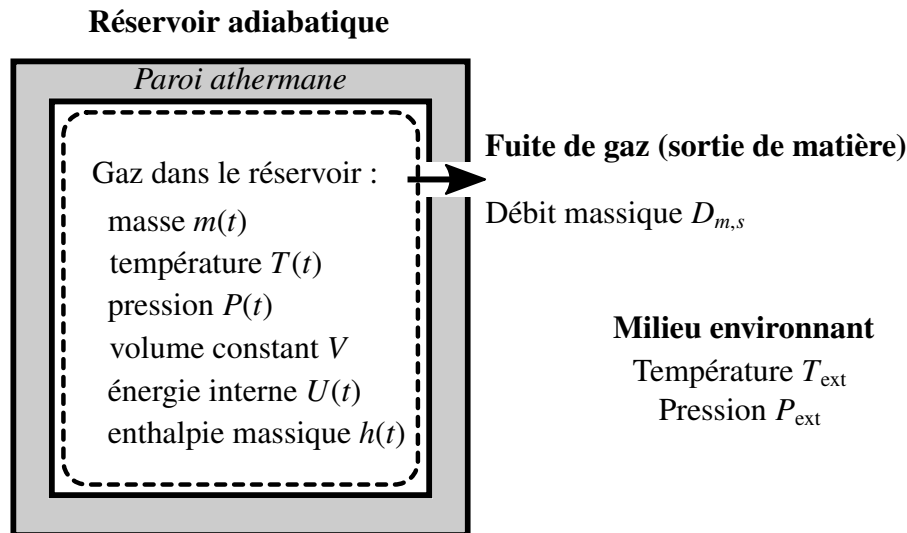 Réservoir adiabatique
Paroi athermane
Gaz dans le réservoir :
masse m(t)
température T(t)
pression P(t)
volume constant V
énergie interne U(t)
enthalpie massique h(t)
Fuite de gaz (sortie de matière)
Débit massique Dm,s
Milieu environnant
Température Text
Pression Pext